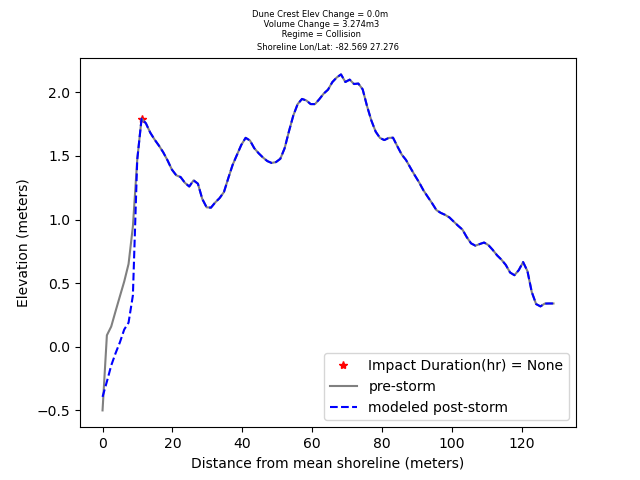 Dune Crest Elev Change = 0.0m
Volume Change = 3.274m3
Regime = Collision
Shoreline Lon/Lat: -82.569 27.276
2.0
1.5
1.0
0.5
0.0
−0.5
Elevation (meters)
Impact Duration(hr) = None
pre-storm
modeled post-storm
0 20 40 60 80 100 120
Distance from mean shoreline (meters)